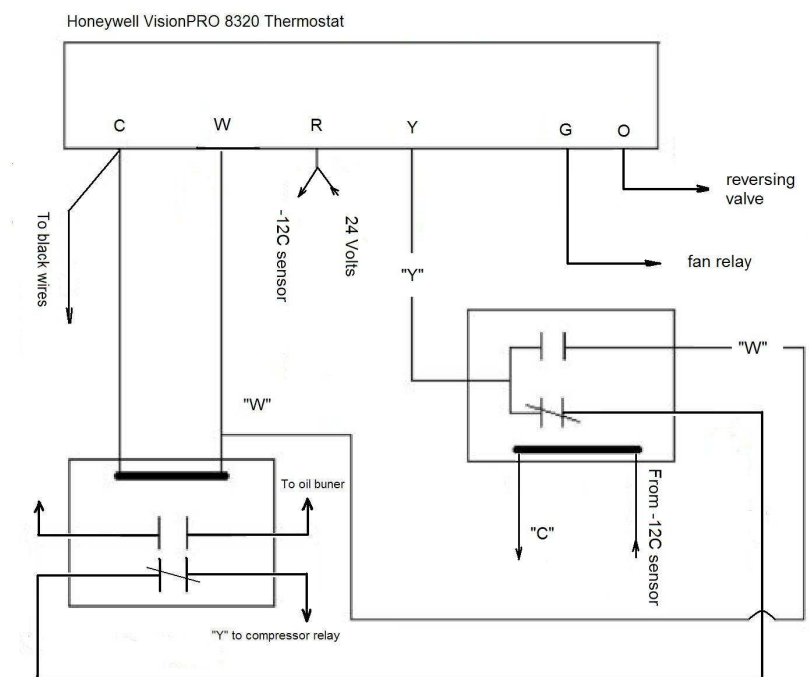 Honeywell VisionPRO 8320 Thermostat
C W R Y G O
reversing
valve
To black wires
-12C sensor
24 Volts
fan relay
"Y"
"W"
"W"
To oil buner
"C"
From -12C sensor
"Y" to compressor relay